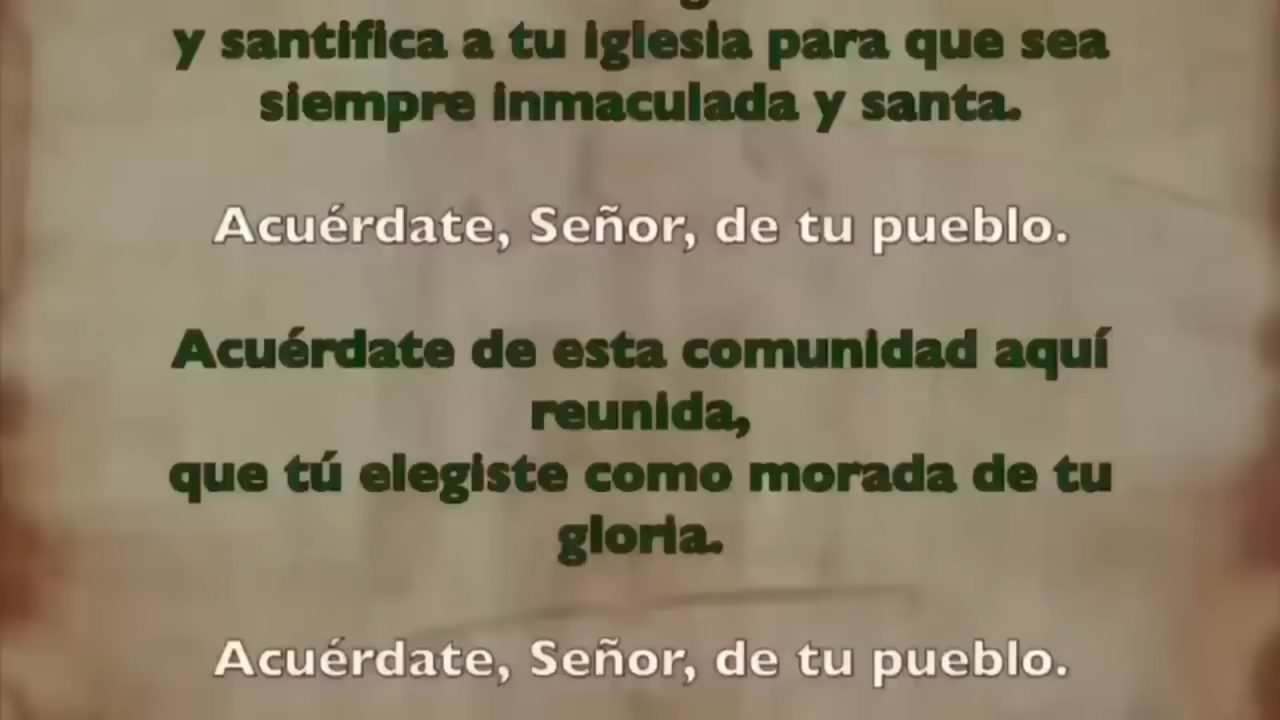 y santifica a tu iglesia para que sea
siempre inmaculada y santa.
Acuérdate, Señor, de tu pueblo.
Acuérdate de esta comunidad aquí
reunida,
que tú elegiste como morada de tu
gloria.
Acuérdate, Señor, de tu pueblo.